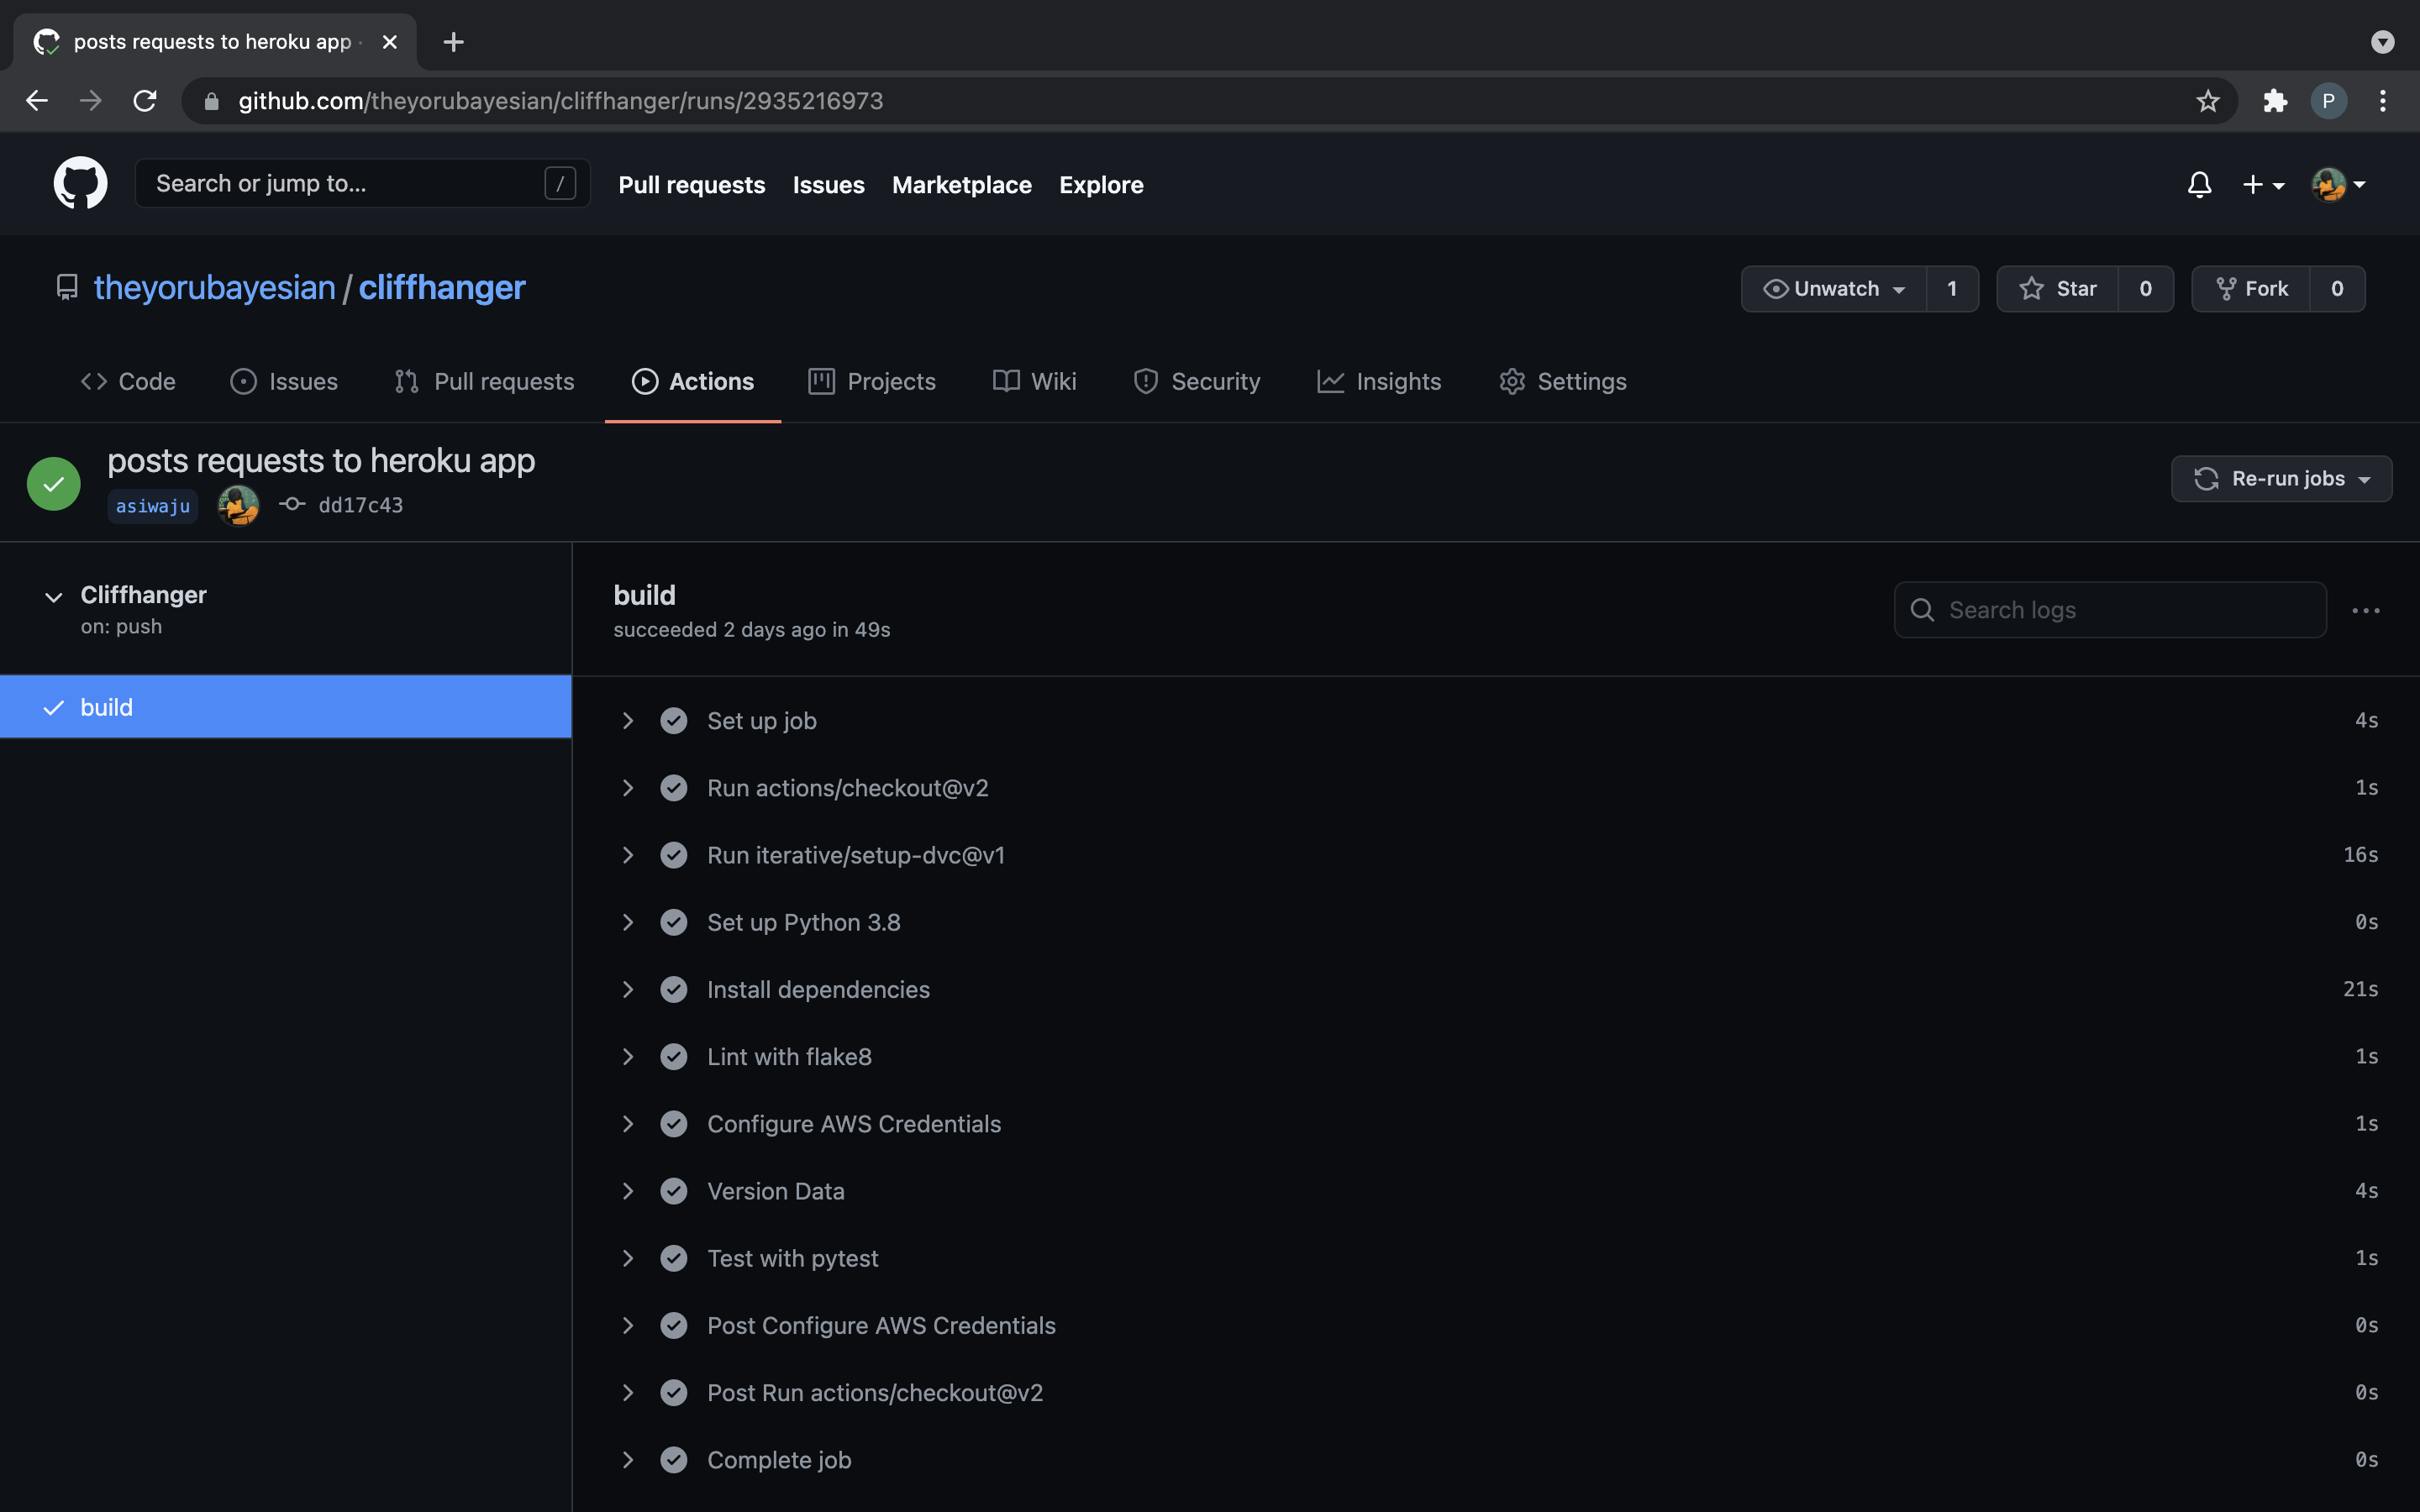 posts requests to heroku app
github.com/theyorubayesian/cliffhanger/runs/2935216973
P
Search or jump to...
/
Pull requests
Issues
Marketplace
Explore
theyorubayesian / cliffhanger
Unwatch 1
Star 0
Fork 0
Code
Issues
Pull requests
Actions
Projects
Wiki
Security
Insights
Settings
posts requests to heroku app
asiwaju
dd17c43
Re-run jobs
Cliffhanger
on: push
build
build
succeeded 2 days ago in 49s
Search logs
Set up job 4s
Run actions/checkout@v2 1s
Run iterative/setup-dvc@v1 16s
Set up Python 3.8 0s
Install dependencies 21s
Lint with flake8 1s
Configure AWS Credentials 1s
Version Data 4s
Test with pytest 1s
Post Configure AWS Credentials 0s
Post Run actions/checkout@v2 0s
Complete job 0s